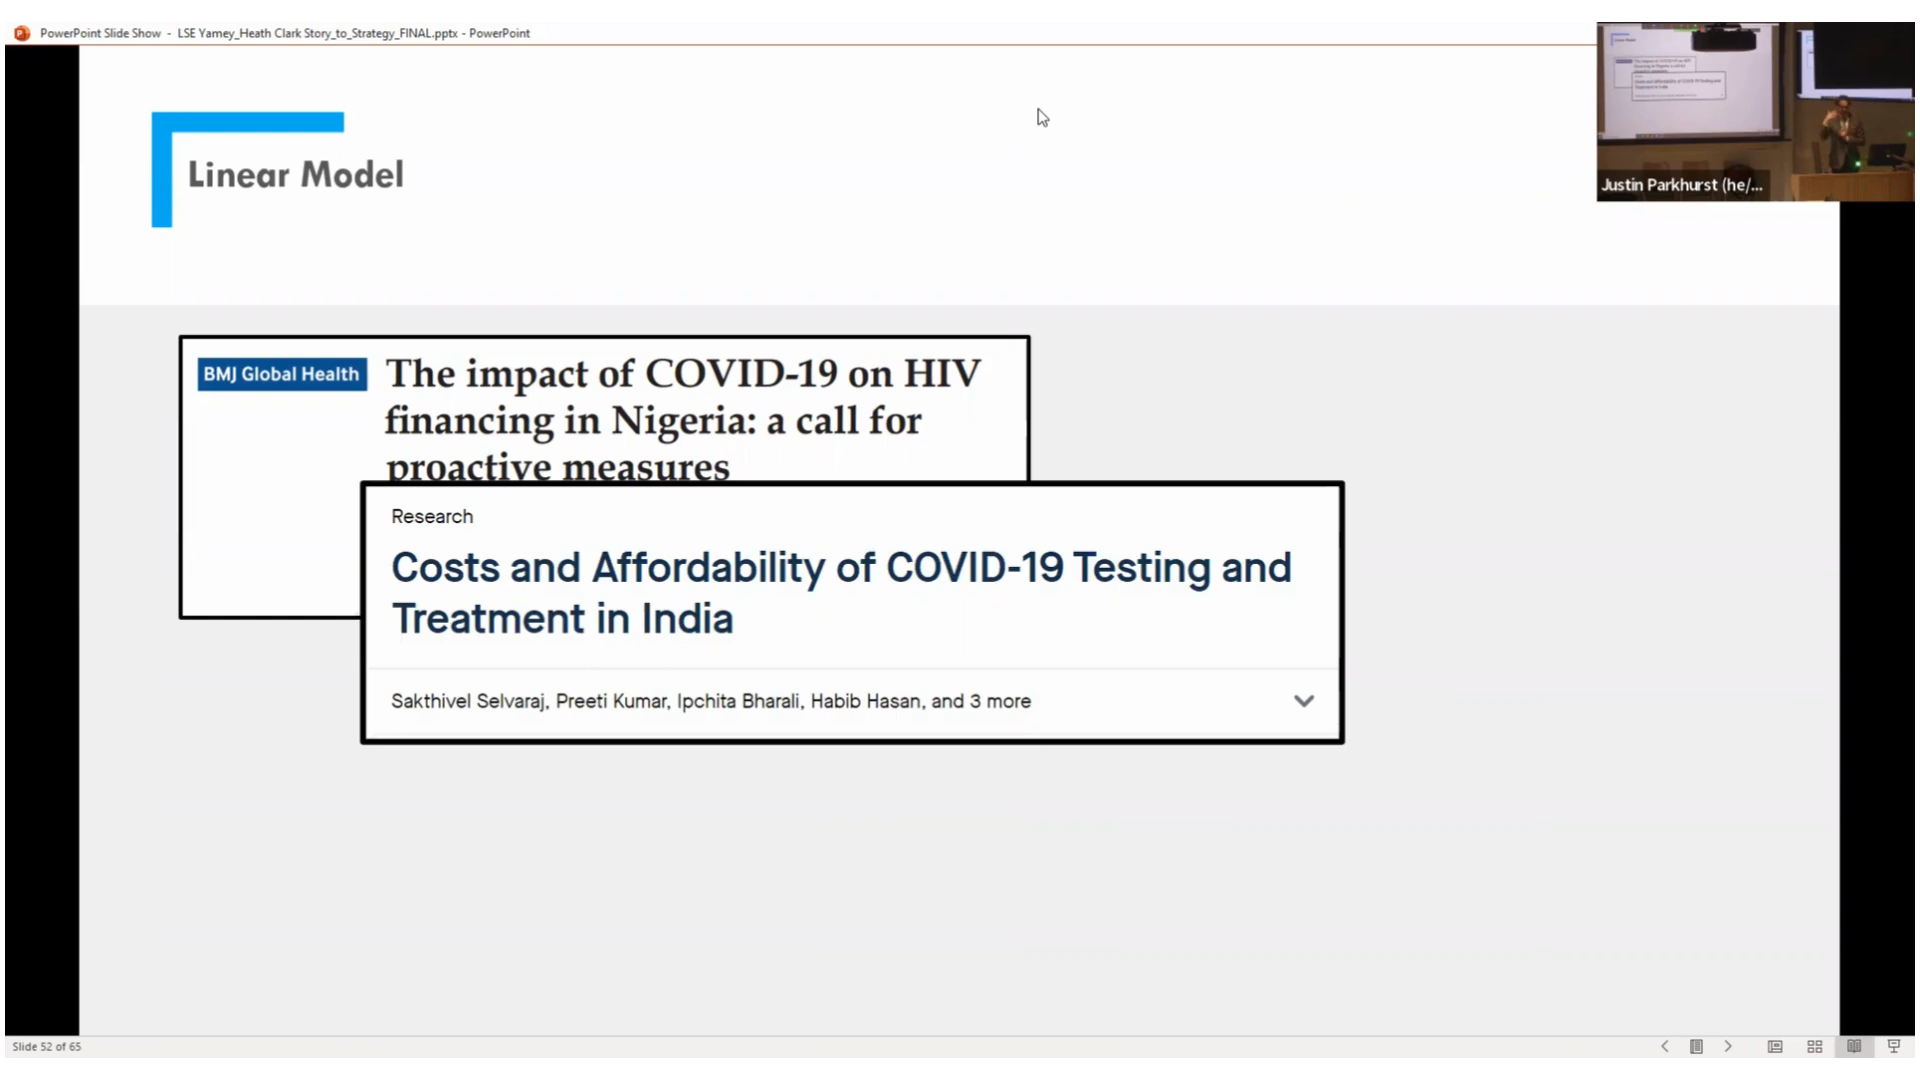 PowerPoint Slide Show - LSE Yamey_Heath Clark Story_to_Strategy_FINAL.pptx - PowerPoint
Linear Model
Justin Parkhurst (he/...
BMJ Global Health
The impact of COVID-19 on HIV
financing in Nigeria: a call for
proactive measures
Research
Costs and Affordability of COVID-19 Testing and
Treatment in India
Sakthivel Selvaraj, Preeti Kumar, Ipchita Bharali, Habib Hasan, and 3 more
Slide 52 of 65